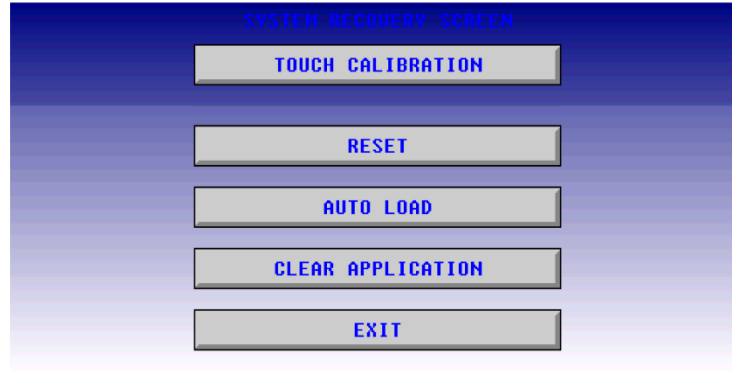 SYSTEM RECOVERY SCREEN
TOUCH CALIBRATION
RESET
AUTO LOAD
CLEAR APPLICATION
EXIT